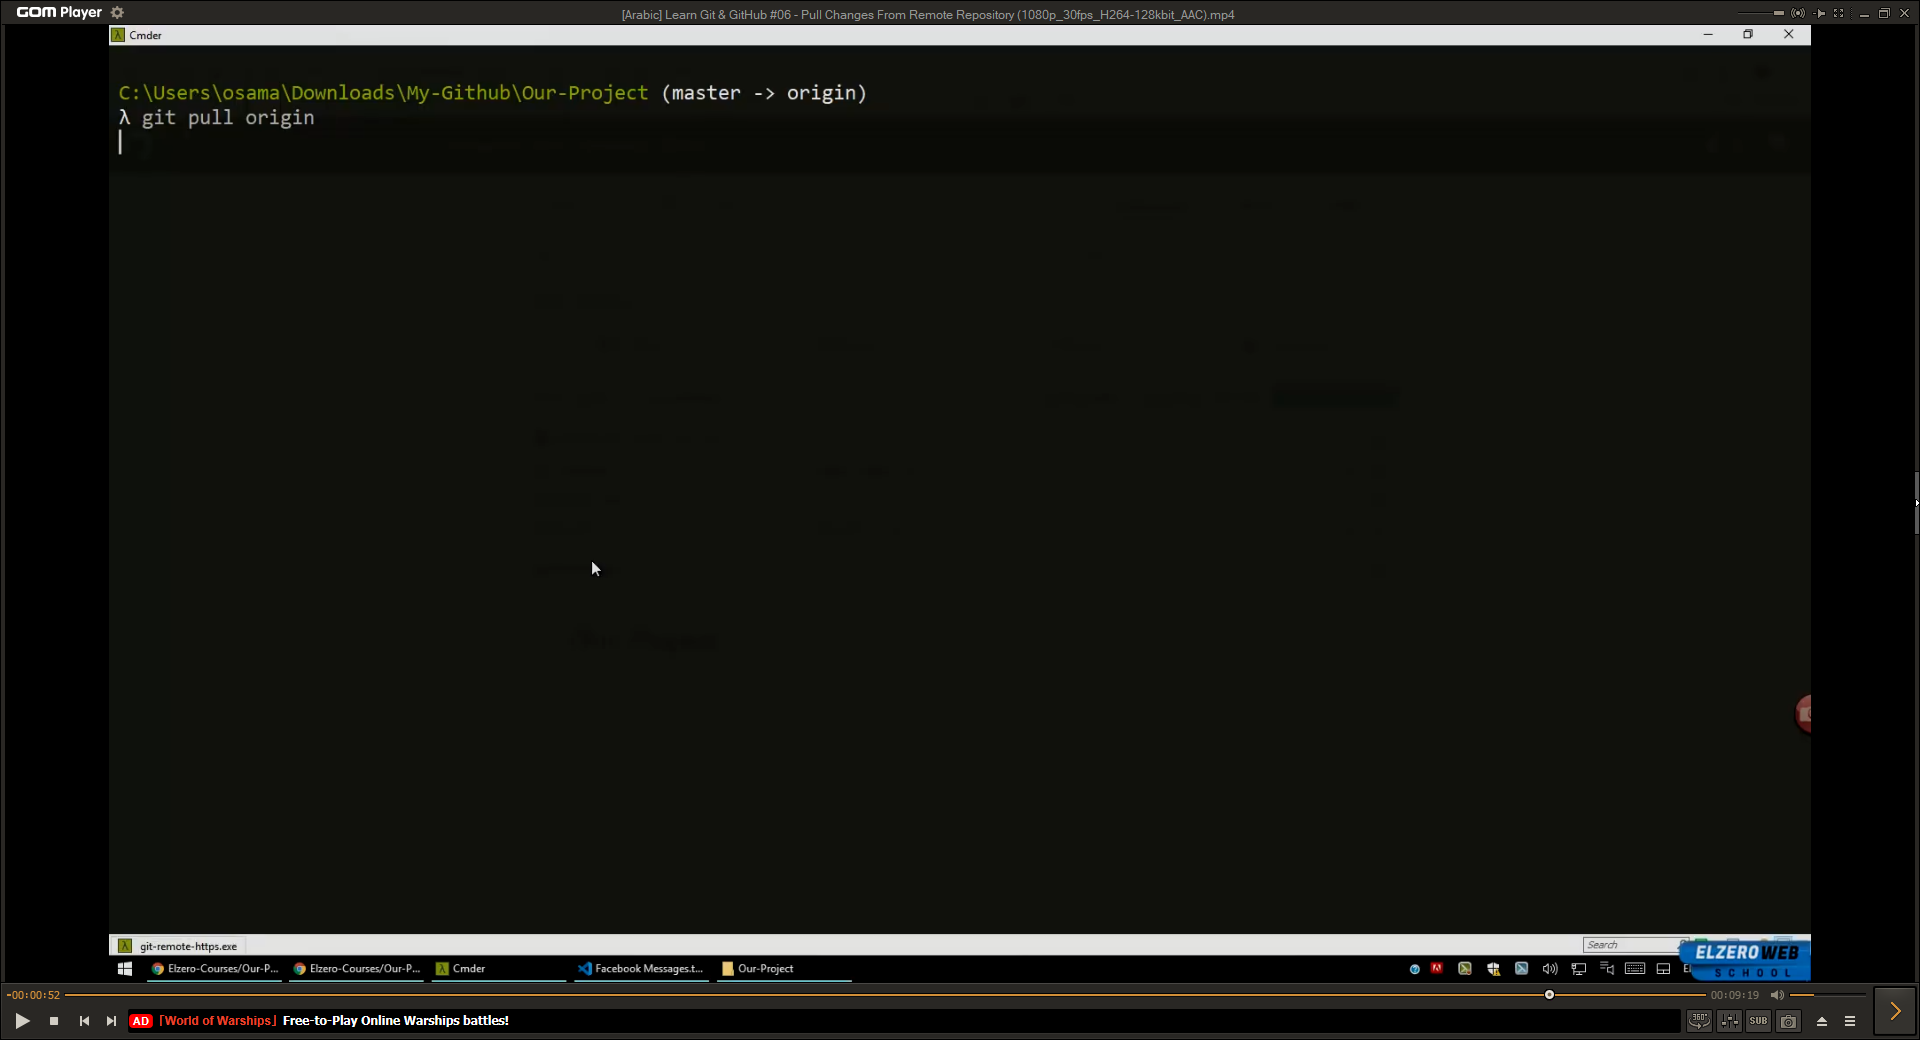 GOM Player
[Arabic] Learn Git & GitHub #06 - Pull Changes From Remote Repository (1080p_30fps_H264-128kbit_AAC).mp4
λ Cmder
C:\Users\osama\Downloads\My-Github\Our-Project (master -> origin)
λ git pull origin
λ git-remote-https.exe
Search
ELZERO WEB
SCHOOL
Elzero-Courses/Our-P...
Elzero-Courses/Our-P...
λ Cmder
Facebook Messages.t...
Our-Project
-00:00:52
00:09:19
AD [World of Warships] Free-to-Play Online Warships battles!
360°
SUB